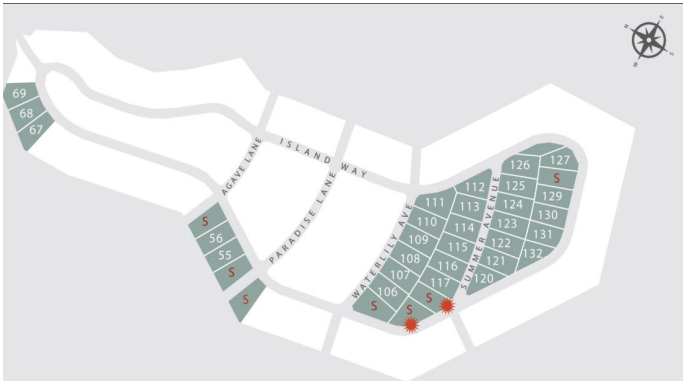 N
E
W
S
69
68
67
AGAVE LANE
ISLAND WAY
PARADISE LANE
WATERLILY AVE
SUMMER AVENUE
S
56
55
S
S
111
110
109
108
107
106
S
S
112
113
114
115
116
117
S
126
125
124
123
122
121
120
127
S
129
130
131
132